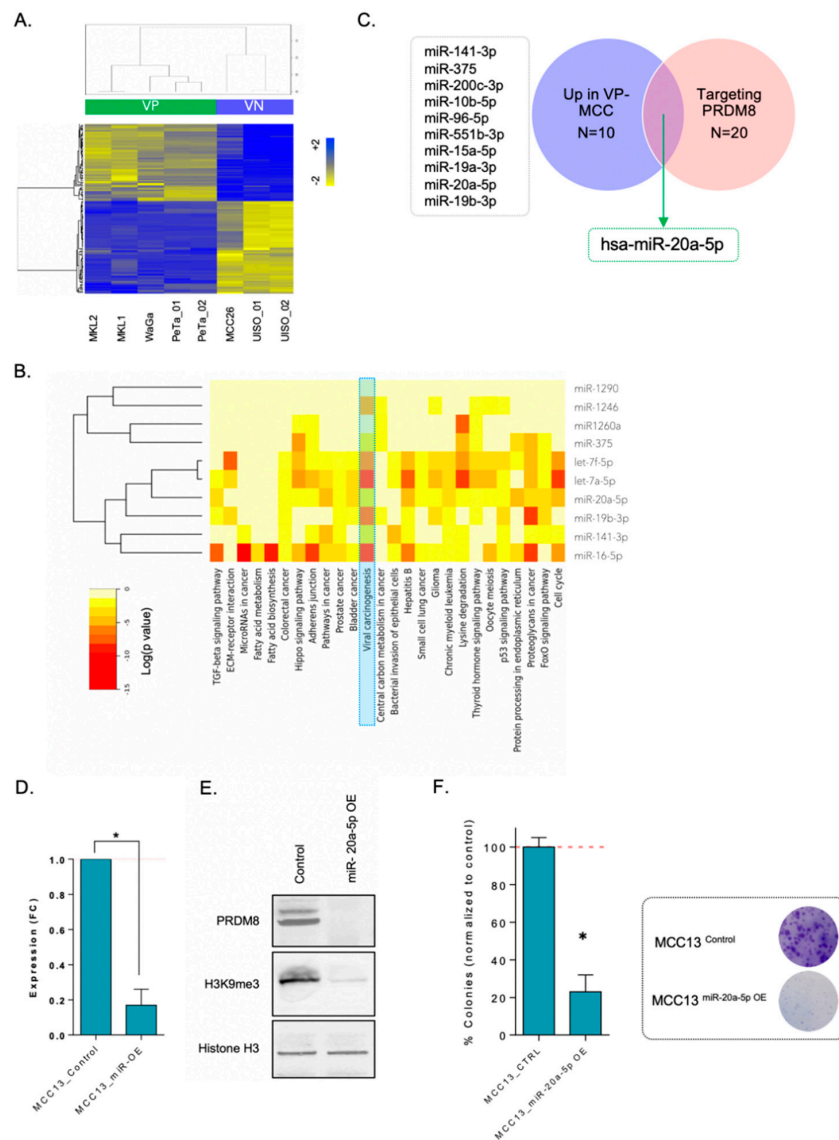 A.
VP VN
+2
-2
MKL2
MKL1
WaGa
PeTa_01
PeTa_02
MCC26
UISO_01
UISO_02
C.
miR-141-3p
miR-375
miR-200c-3p
miR-10b-5p
miR-96-5p
miR-551b-3p
miR-15a-5p
miR-19a-3p
miR-20a-5p
miR-19b-3p
Up in VP-
MCC
N=10
Targeting
PRDM8
N=20
hsa-miR-20a-5p
B.
miR-1290
miR-1246
miR1260a
miR-375
let-7f-5p
let-7a-5p
miR-20a-5p
miR-19b-3p
miR-141-3p
miR-16-5p
0
-5
-10
-15
Log(p value)
TGF-beta signaling pathway
ECM-receptor interaction
MicroRNAs in cancer
Fatty acid metabolism
Fatty acid biosynthesis
Colorectal cancer
Hippo signaling pathway
Adherens junction
Pathways in cancer
Prostate cancer
Bladder cancer
Viral carcinogenesis
Central carbon metabolism in cancer
Bacterial invasion of epithelial cells
Hepatitis B
Small cell lung cancer
Glioma
Chronic myeloid leukemia
Lysine degradation
Thyroid hormone signaling pathway
Oocyte meiosis
p53 signaling pathway
Protein processing in endoplasmic reticulum
Proteoglycans in cancer
FoxO signaling pathway
Cell cycle
D.
*
Expression (FC)
1.0
0.8
0.6
0.4
0.2
0.0
MCC13_Control
MCC13_miR-OE
E.
Control
miR- 20a-5p OE
PRDM8
H3K9me3
Histone H3
F.
% Colonies (normalized to control)
100
80
60
40
20
0
*
MCC13_CTRL
MCC13_miR-20a-5p OE
MCC13 Control
MCC13 miR-20a-5p OE